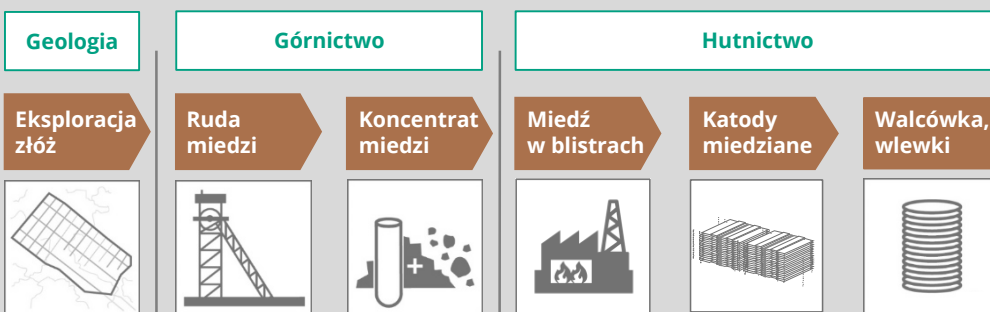 Geologia
Górnictwo
Hutnictwo
Eksploracja
złóż
Ruda
miedzi
Koncentrat
miedzi
Miedź
w blistrach
Katody
miedziane
Walcówka,
wlewki